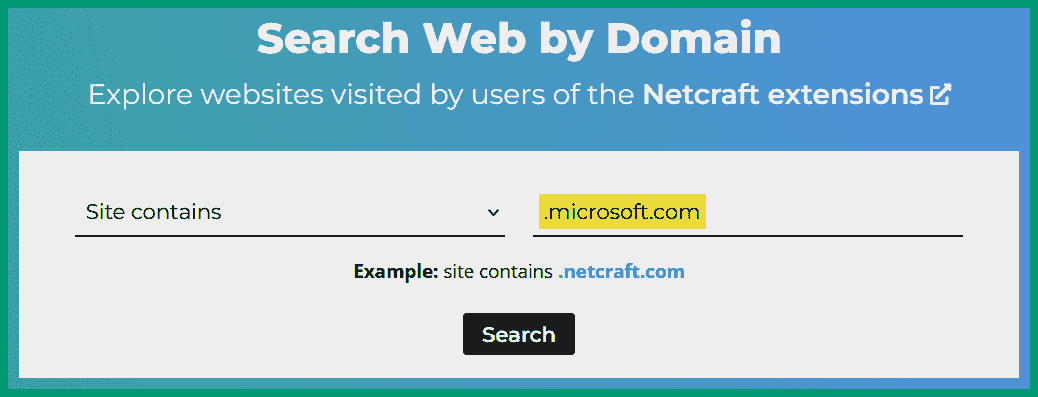 Search Web by Domain
Explore websites visited by users of the Netcraft extensions
Site contains
.microsoft.com
Example: site contains .netcraft.com
Search